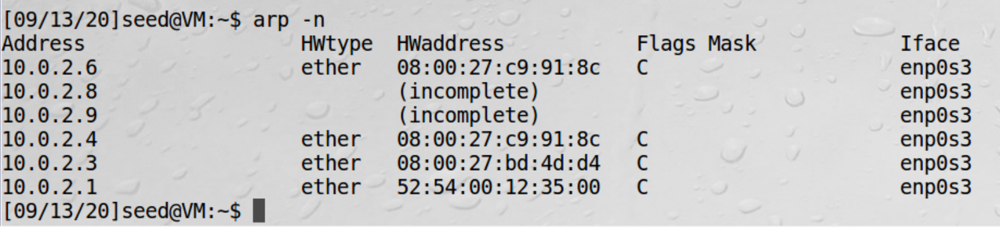 [09/13/20]seed@VM:~$ arp -n
Address                  HWtype  HWaddress           Flags Mask            Iface
10.0.2.6                 ether   08:00:27:c9:91:8c   C                     enp0s3
10.0.2.8                         (incomplete)                              enp0s3
10.0.2.9                         (incomplete)                              enp0s3
10.0.2.4                 ether   08:00:27:c9:91:8c   C                     enp0s3
10.0.2.3                 ether   08:00:27:bd:4d:d4   C                     enp0s3
10.0.2.1                 ether   52:54:00:12:35:00   C                     enp0s3
[09/13/20]seed@VM:~$